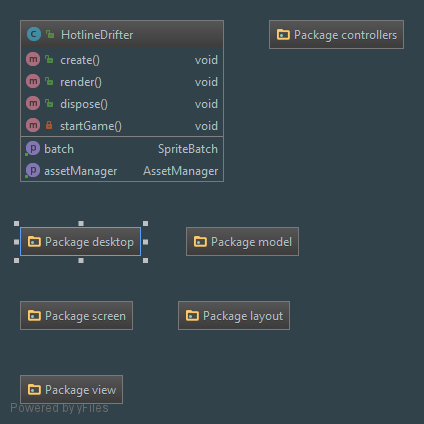 HotlineDrifter
create() void
render() void
dispose() void
startGame() void
batch SpriteBatch
assetManager AssetManager
Package controllers
Package desktop
Package model
Package screen
Package layout
Package view
Powered by yFiles